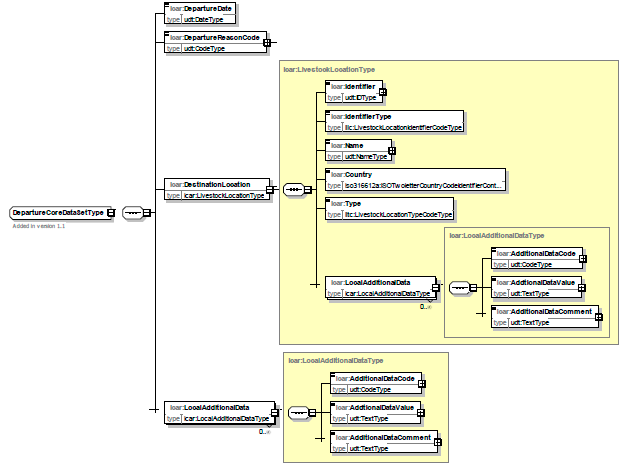 icar:DepartureDate
type udt:DateType
icar:DepartureReasonCode
type udt:CodeType
icar:LivestockLocationType
icar:Identifier
type udt:IDType
icar:IdentifierType
type llc:LivestockLocationIdentifierCodeType
icar:Name
type udt:NameType
icar:DestinationLocation
type icar:LivestockLocationType
icar:Country
type iso316612a:ISOTwoletterCountryCodeIdentifierCont...
icar:Type
type ltc:LivestockLocationTypeCodeType
DepartureCoreDataSetType
Added in version 1.1
icar:LocalAdditionalDataType
icar:AdditionalDataCode
type udt:CodeType
icar:LocalAdditionalData
type icar:LocalAdditionalDataType
0..∞
icar:AdditionalDataValue
type udt:TextType
icar:AdditionalDataComment
type udt:TextType
icar:LocalAdditionalDataType
icar:AdditionalDataCode
type udt:CodeType
icar:LocalAdditionalData
type icar:LocalAdditionalDataType
0..∞
icar:AdditionalDataValue
type udt:TextType
icar:AdditionalDataComment
type udt:TextType